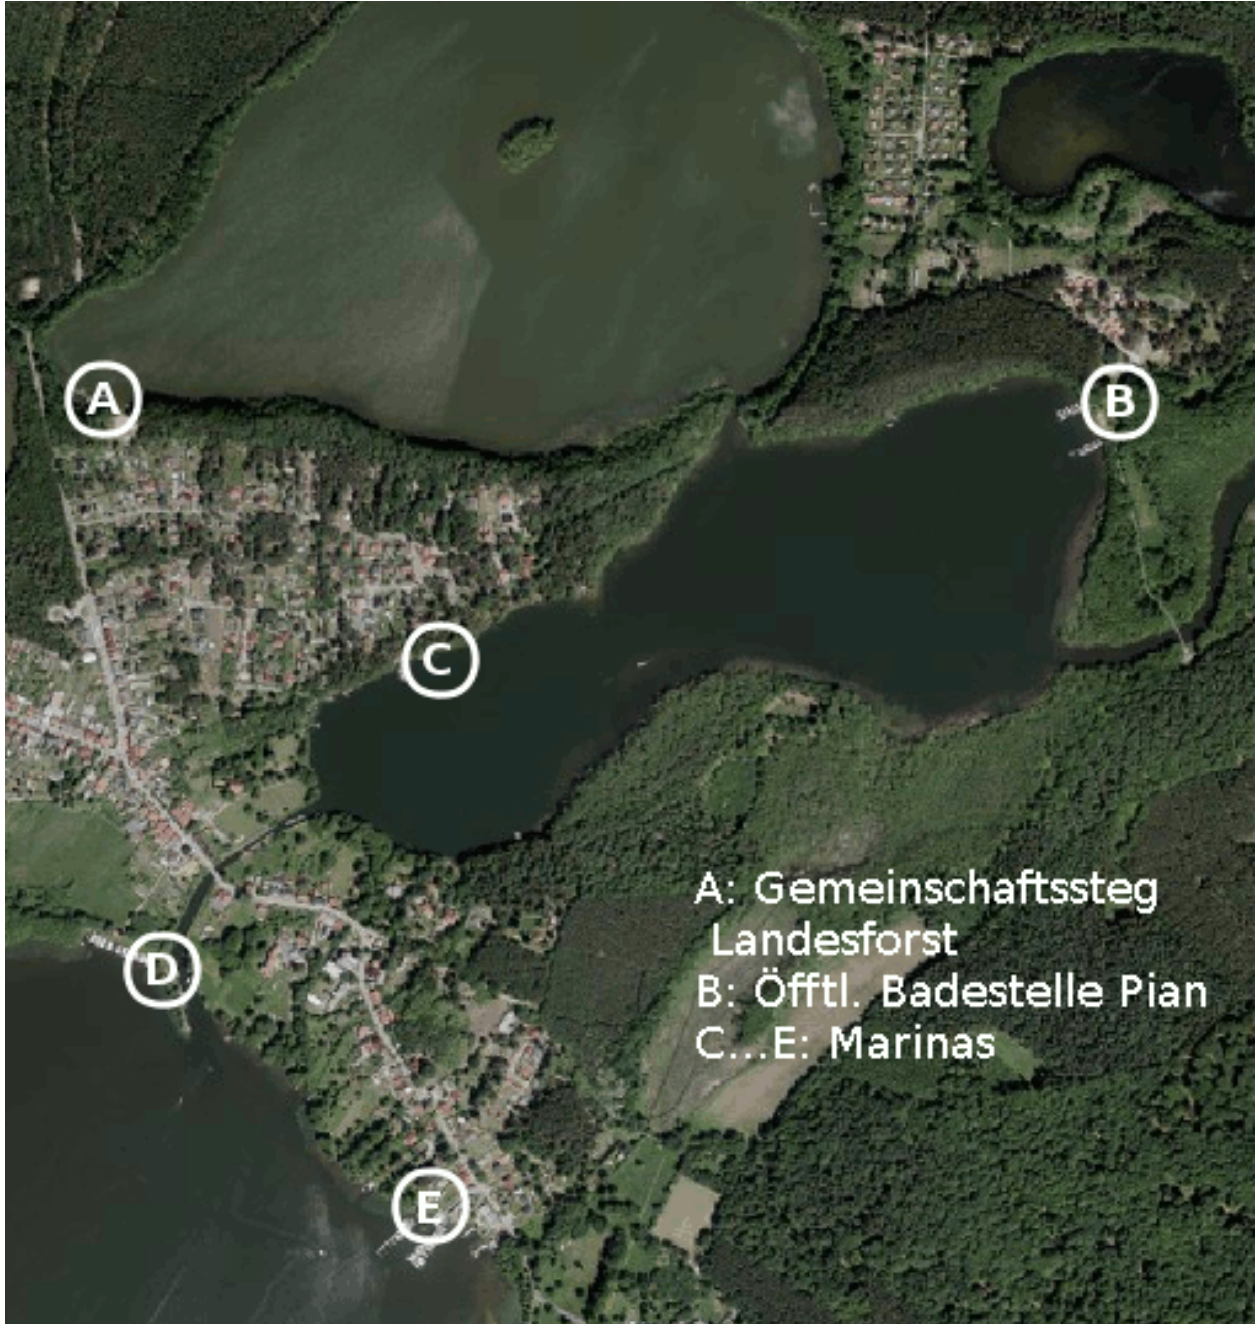 A
B
C
D
E
A: Gemeinschaftssteg
Landesforst
B: Öfftl. Badestelle Pian
C...E: Marinas